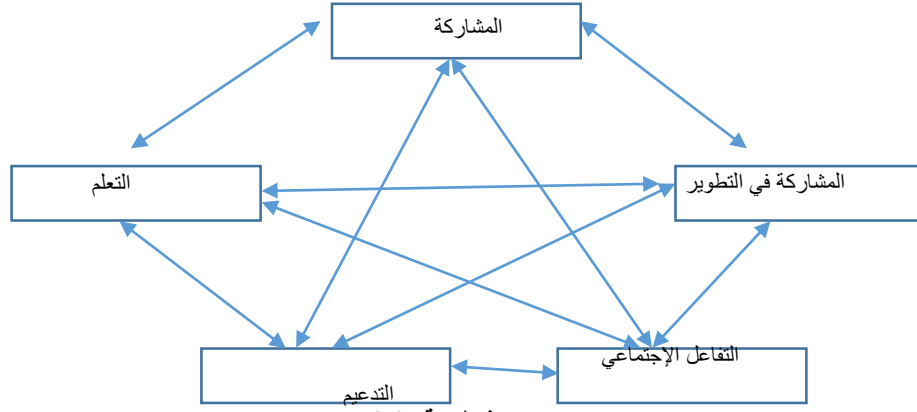 المشاركة
المشاركة في التطوير
التعلم
التفاعل الإجتماعي
التدعيم